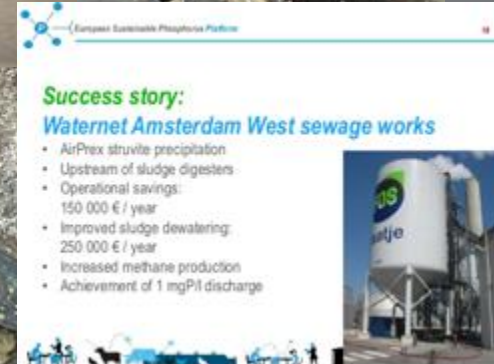 European Sustainable Phosphorus Platform
Success story:
Waternet Amsterdam West sewage works
• AirPrex struvite precipitation
• Upstream of sludge digesters
• Operational savings:
150 000 € / year
• Improved sludge dewatering:
250 000 € / year
• Increased methane production
• Achievement of 1 mgP/l discharge